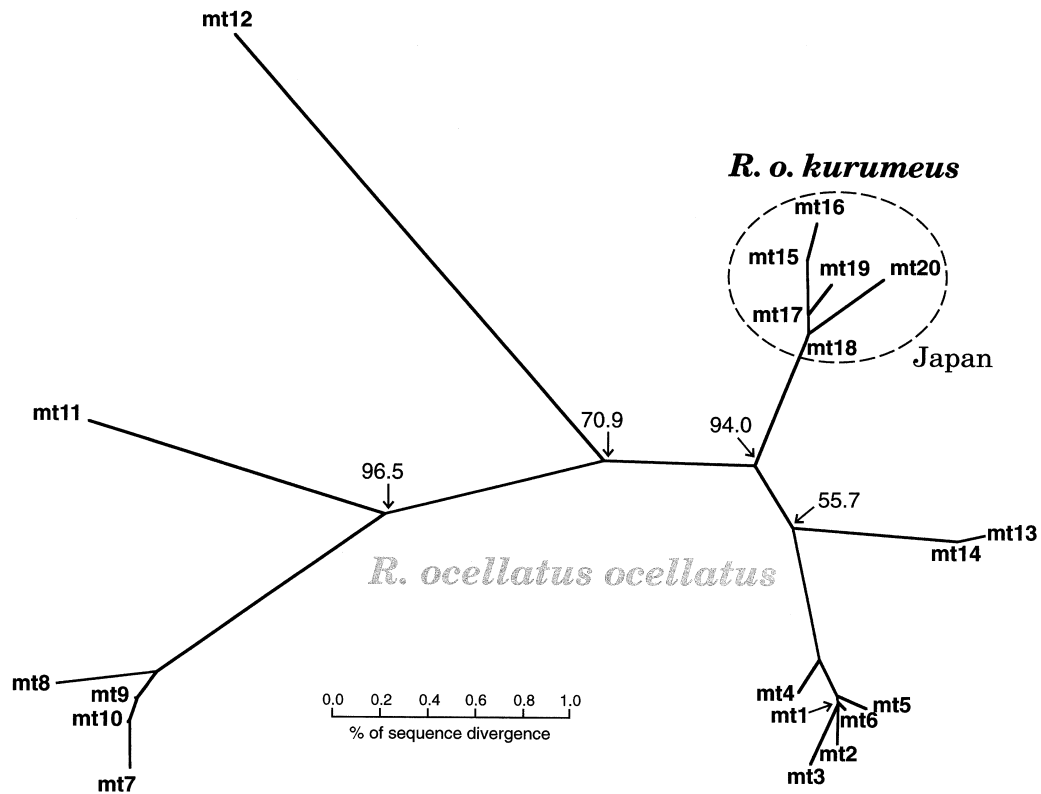 mt12
R. o. kurumeus
mt16
mt15
mt19
mt20
mt17
mt18
Japan
mt11
70.9
94.0
96.5
55.7
mt13
mt14
R. ocellatus ocellatus
mt8
mt9
mt10
mt7
0.0 0.2 0.4 0.6 0.8 1.0
% of sequence divergence
mt4
mt1
mt5
mt6
mt2
mt3